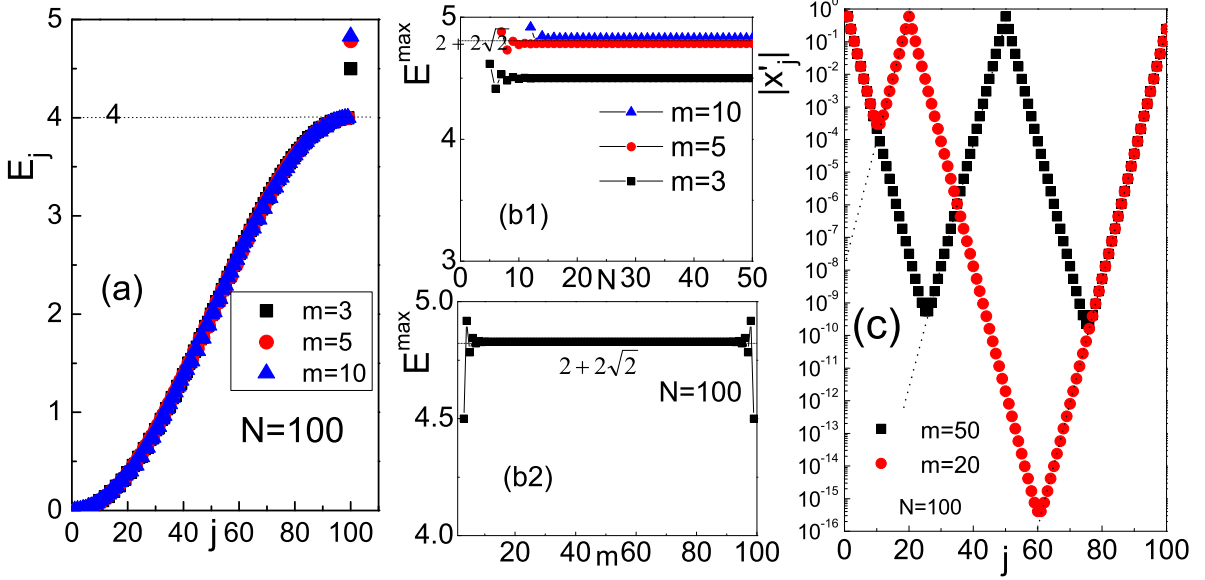 5
4
3
2
1
0
E_j
4
(a)
m=3
m=5
m=10
N=100
0 20 40 60 80 100
j
5
4
3
E^max
2+2√2
m=10
m=5
m=3
(b1)
0 10 20 30 40 50
N
5.0
4.5
4.0
E^max
2+2√2
N=100
(b2)
20 40 60 80 100
m
10^0
10^-1
10^-2
10^-3
10^-4
10^-5
10^-6
10^-7
10^-8
10^-9
10^-10
10^-11
10^-12
10^-13
10^-14
10^-15
10^-16
|x'_j|
(c)
m=50
m=20
N=100
0 20 40 60 80 100
j